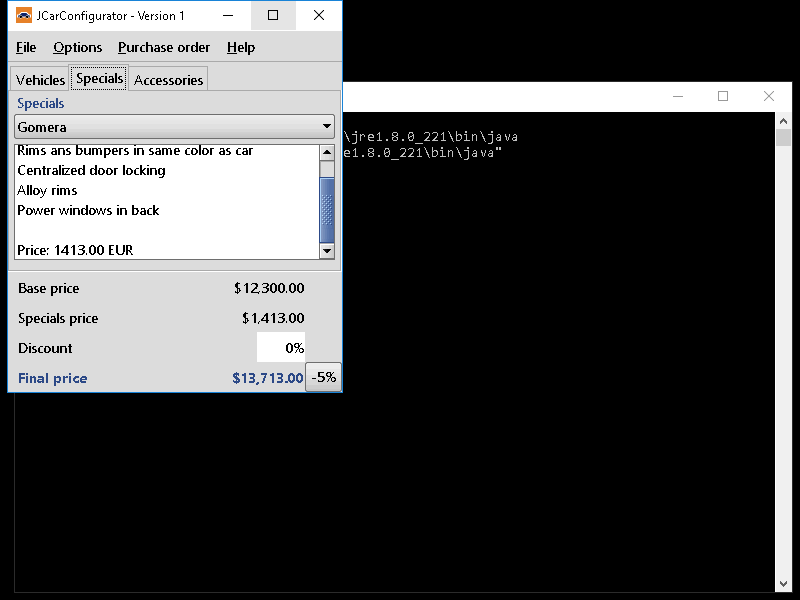 JCarConfigurator - Version 1
File Options Purchase order Help
Vehicles Specials Accessories
Specials
Gomera
Rims ans bumpers in same color as car
Centralized door locking
Alloy rims
Power windows in back
Price: 1413.00 EUR
Base price $12,300.00
Specials price $1,413.00
Discount 0%
Final price $13,713.00 -5%
\jre1.8.0_221\bin\java
e1.8.0_221\bin\java"